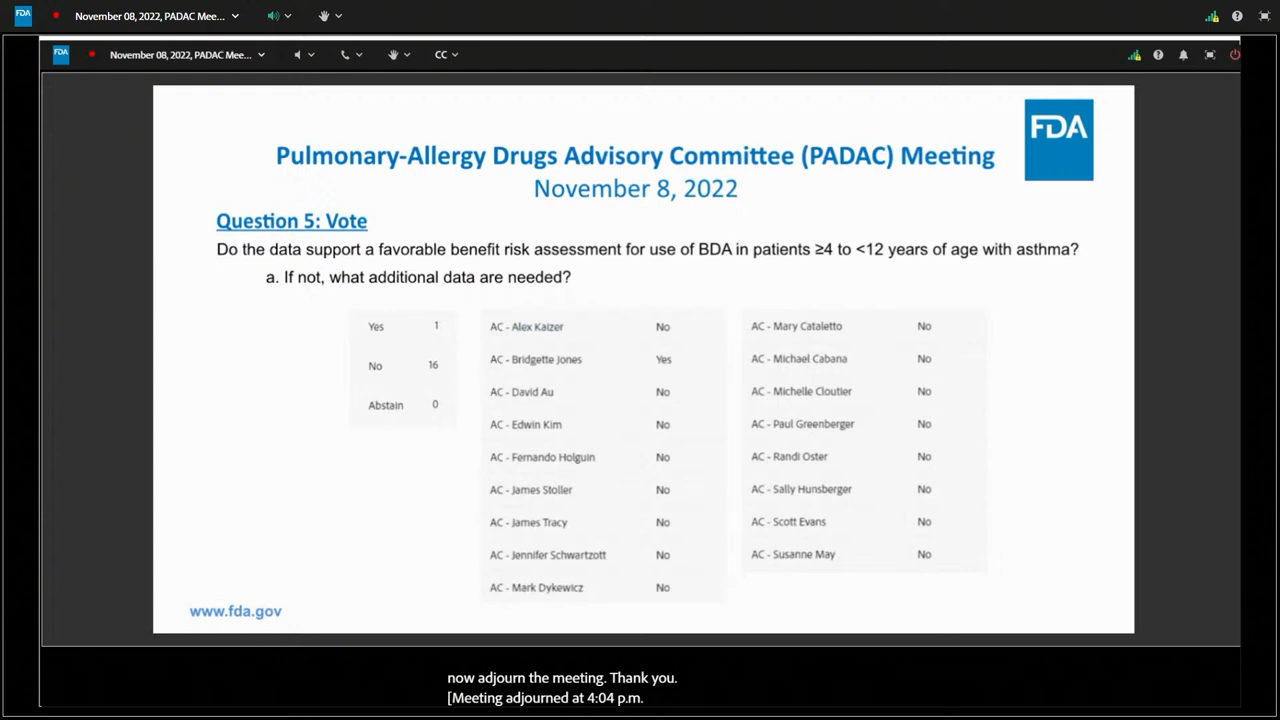 FDA November 08, 2022, PADAC Mee...
FDA November 08, 2022, PADAC Mee... CC
FDA
Pulmonary-Allergy Drugs Advisory Committee (PADAC) Meeting
November 8, 2022
Question 5: Vote
Do the data support a favorable benefit risk assessment for use of BDA in patients ≥4 to <12 years of age with asthma?
a. If not, what additional data are needed?
Yes 1
No 16
Abstain 0
AC - Alex Kaizer No
AC - Bridgette Jones Yes
AC - David Au No
AC - Edwin Kim No
AC - Fernando Holguin No
AC - James Stoller No
AC - James Tracy No
AC - Jennifer Schwartzott No
AC - Mark Dykewicz No
AC - Mary Cataletto No
AC - Michael Cabana No
AC - Michelle Cloutier No
AC - Paul Greenberger No
AC - Randi Oster No
AC - Sally Hunsberger No
AC - Scott Evans No
AC - Susanne May No
www.fda.gov
now adjourn the meeting. Thank you.
[Meeting adjourned at 4:04 p.m.